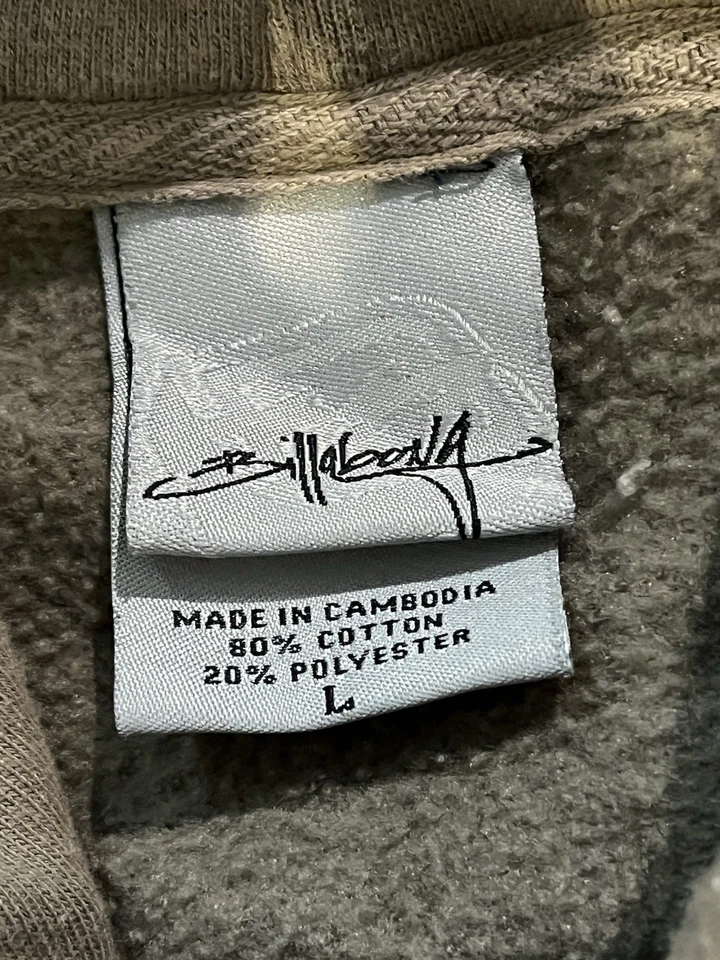 Billabong
MADE IN CAMBODIA
80% COTTON
20% POLYESTER
L